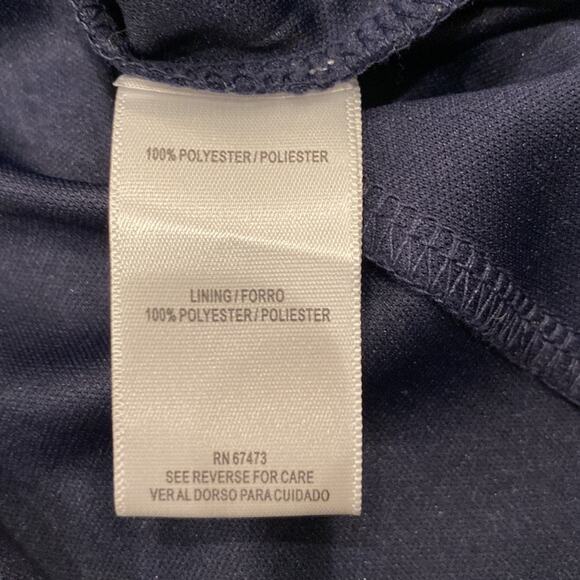 100% POLYESTER / POLIESTER
LINING / FORRO
100% POLYESTER / POLIESTER
RN 67473
SEE REVERSE FOR CARE
VER AL DORSO PARA CUIDADO